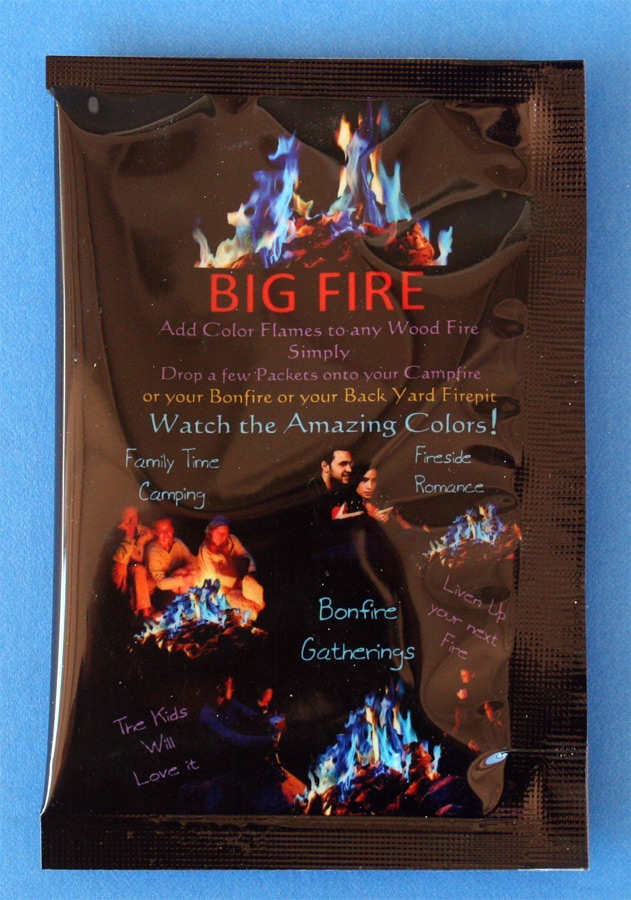 BIG FIRE
Add Color Flames to any Wood Fire
Simply
Drop a few Packets onto your Campfire
or your Bonfire or your Back Yard Firepit
Watch the Amazing Colors!
Family Time
Camping
Fireside
Romance
Liven Up
your next
Fire
Bonfire
Gatherings
The Kids
Will
Love it